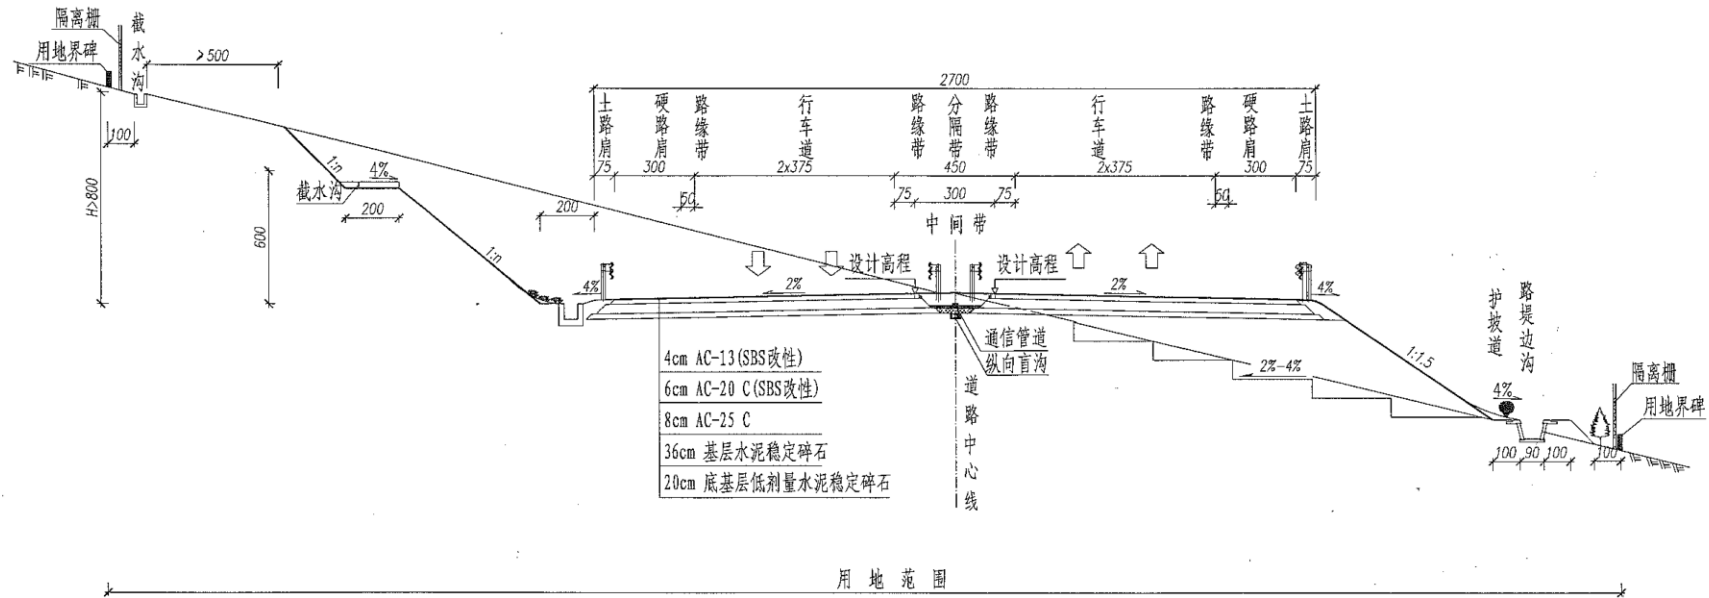 隔离栅
用地界碑
截水沟
>500
100
H>800
1:n
4%
截水沟
200
600
1:n
200
2700
土路肩
硬路肩
路缘带
行车道
路缘带
分隔带
路缘带
行车道
路缘带
硬路肩
土路肩
75
300
2x375
450
2x375
300
75
50
75
300
75
50
中间带
设计高程
设计高程
4%
2%
2%
4%
通信管道
纵向盲沟
4cm AC-13(SBS改性)
6cm AC-20 C(SBS改性)
8cm AC-25 C
36cm 基层水泥稳定碎石
20cm 底基层低剂量水泥稳定碎石
道路中心线
2%-4%
1:1.5
护坡道
路堤边沟
4%
隔离栅
用地界碑
100
90
100
100
用地范围